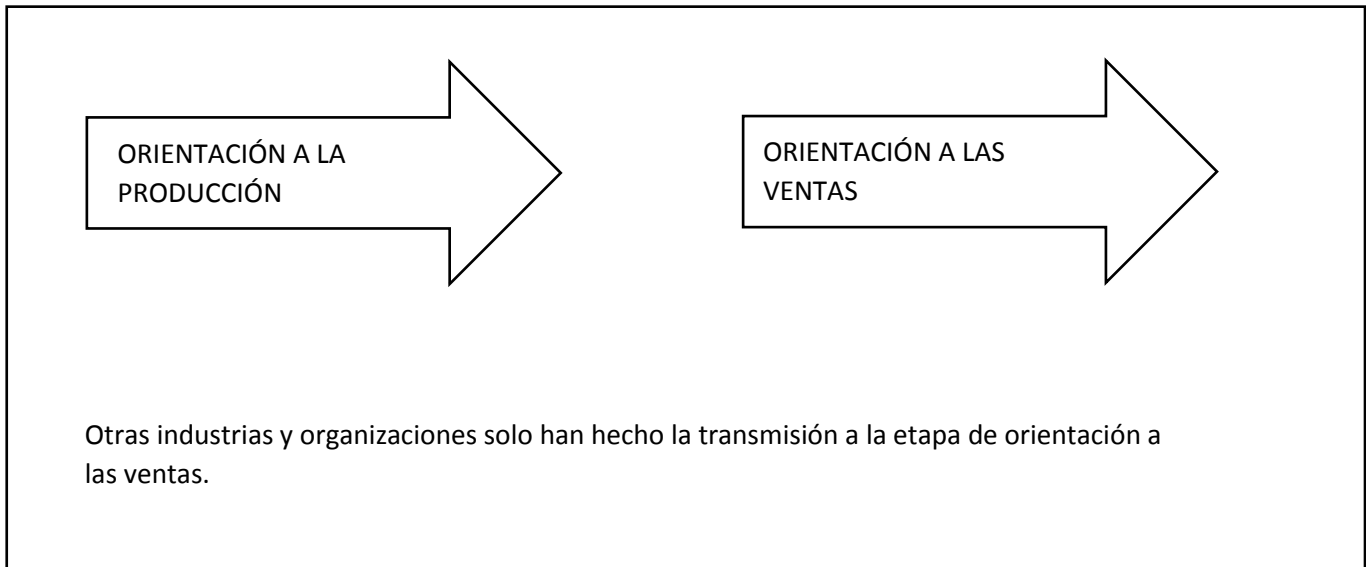 ORIENTACIÓN A LA
PRODUCCIÓN
ORIENTACIÓN A LAS
VENTAS
Otras industrias y organizaciones solo han hecho la transmisión a la etapa de orientación a
las ventas.